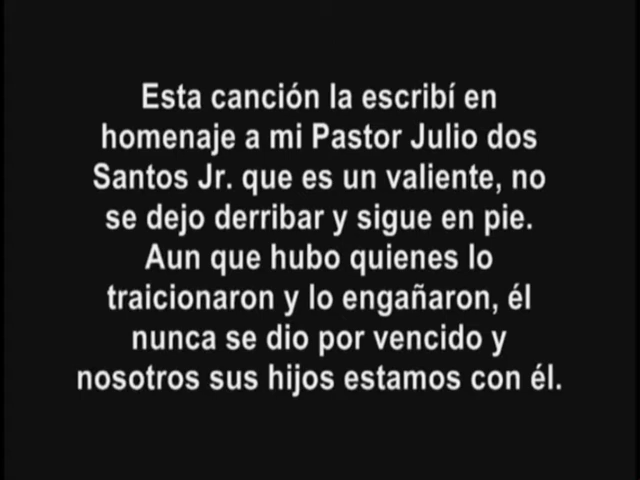 Esta canción la escribí en
homenaje a mi Pastor Julio dos
Santos Jr. que es un valiente, no
se dejo derribar y sigue en pie.
Aun que hubo quienes lo
traicionaron y lo engañaron, él
nunca se dio por vencido y
nosotros sus hijos estamos con él.